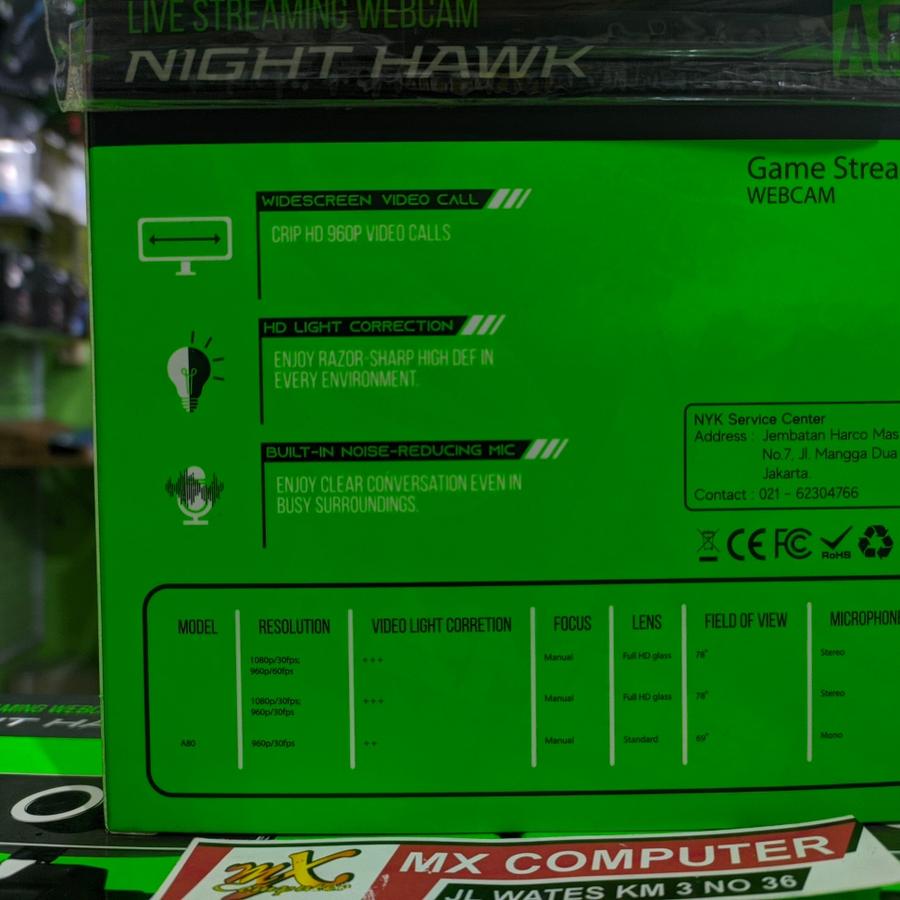 LIVE STREAMING WEBCAM
NIGHT HAWK
Game Strea
WEBCAM
WIDESCREEN VIDEO CALL
CRIP HD 960P VIDEO CALLS
HD LIGHT CORRECTION
ENJOY RAZOR-SHARP HIGH DEF IN
EVERY ENVIRONMENT.
BUILT-IN NOISE-REDUCING MIC
ENJOY CLEAR CONVERSATION EVEN IN
BUSY SURROUNDINGS.
NYK Service Center
Address : Jembatan Harco Mas
No.7, Jl. Mangga Dua
Jakarta.
Contact : 021 - 62304766
CE FC RoHS
MODEL RESOLUTION VIDEO LIGHT CORRETION FOCUS LENS FIELD OF VIEW MICROPHONE
1080p/30fps; +++ Manual Full HD glass 78° Stereo
960p/60fps
1080p/30fps; +++ Manual Full HD glass 78° Stereo
960p/30fps
A80 960p/30fps ++ Manual Standard 69° Mono
MX COMPUTER
mx
Computer
JL WATES KM 3 NO 36